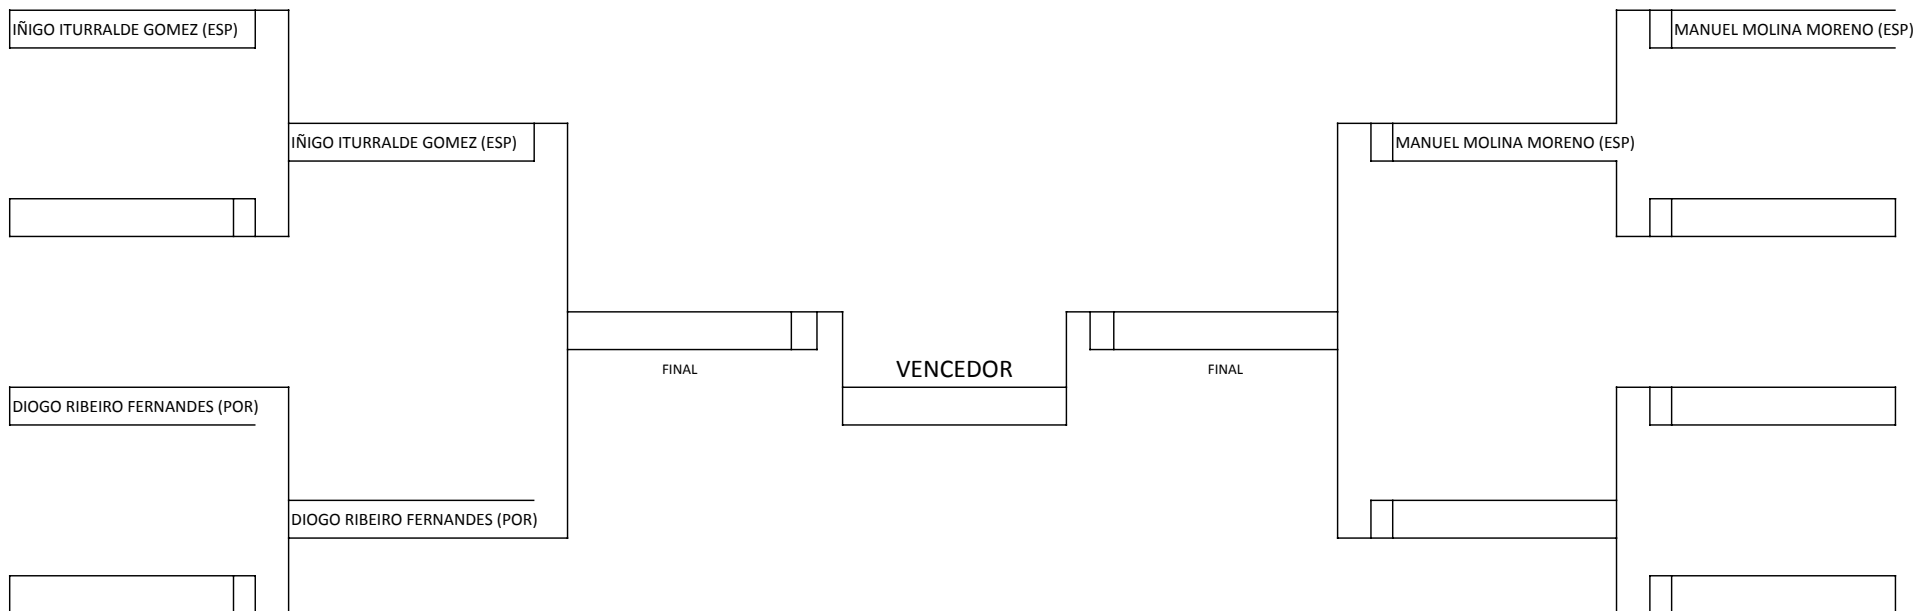 IÑIGO ITURRALDE GOMEZ (ESP)
MANUEL MOLINA MORENO (ESP)
IÑIGO ITURRALDE GOMEZ (ESP)
MANUEL MOLINA MORENO (ESP)
FINAL
VENCEDOR
FINAL
DIOGO RIBEIRO FERNANDES (POR)
DIOGO RIBEIRO FERNANDES (POR)